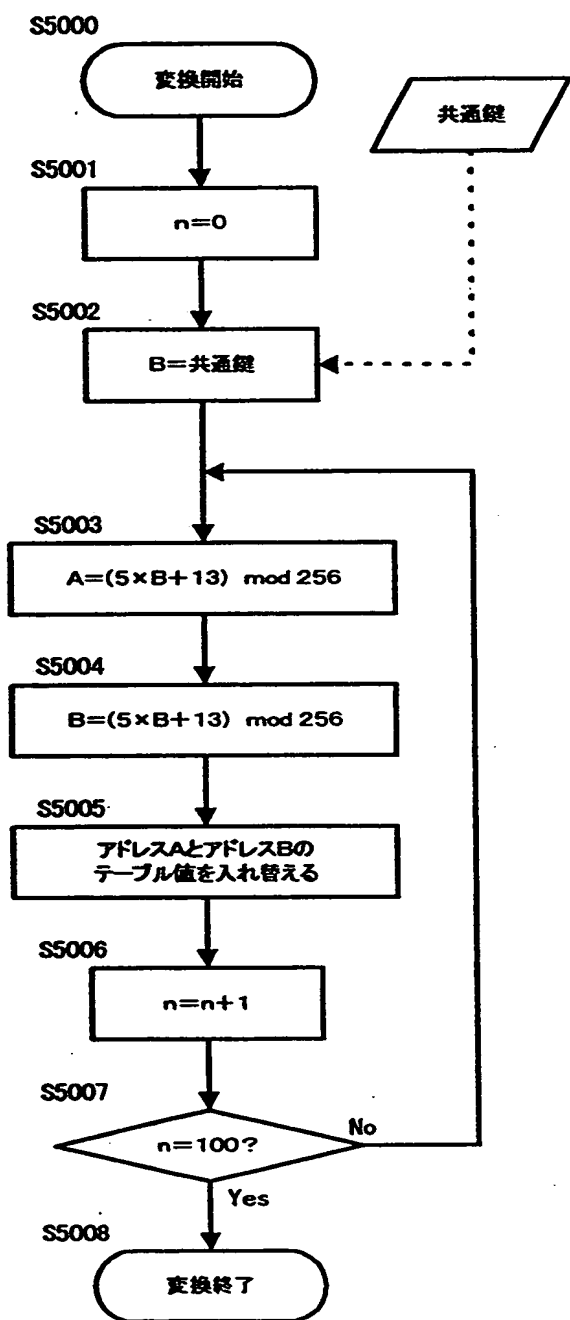 S5000
変換開始
共通鍵
S5001
n=0
S5002
B=共通鍵
S5003
A=(5×B+13) mod 256
S5004
B=(5×B+13) mod 256
S5005
アドレスAとアドレスBの
テーブル値を入れ替える
S5006
n=n+1
S5007
n=100?
No
Yes
S5008
変換終了